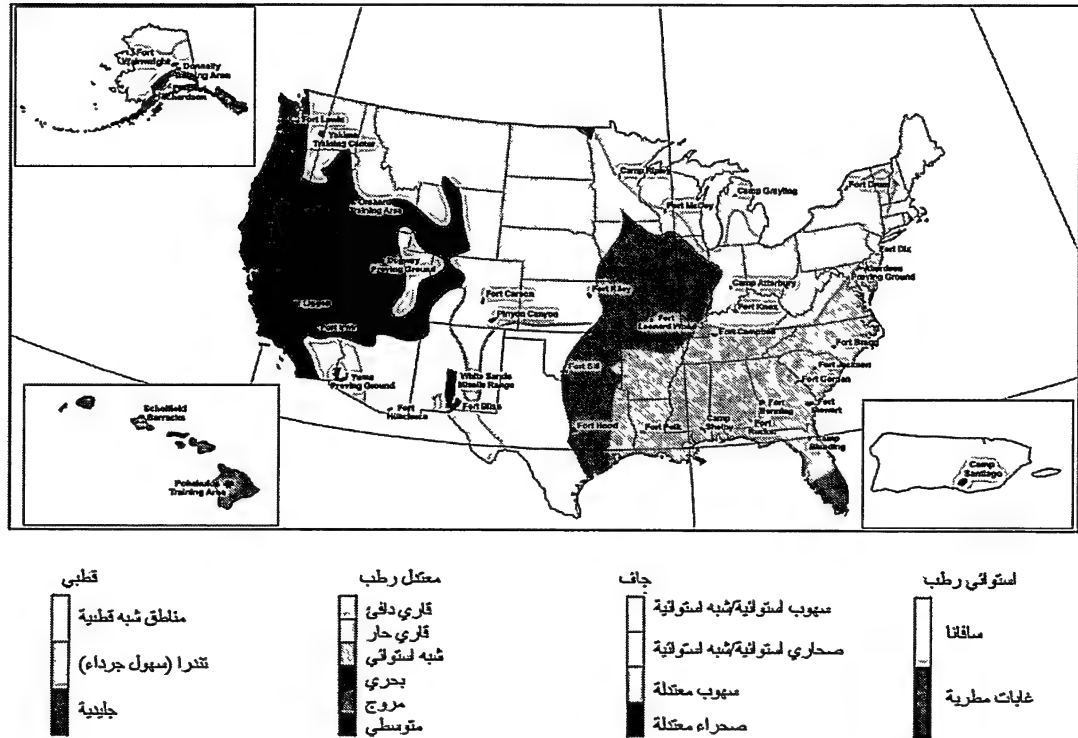 Fort
Wainwright
Donnelly
Training Area
Richardson
Fort Lewis
Yakima
Training Center
Camp Ripley
Camp Grayling
Fort McCoy
Fort Drum
Orchard
Training Area
Fort Dix
Dugway
Proving Ground
Aberdeen
Proving Ground
Camp Atterbury
Fort Carson
Fort Riley
Fort Knox
Pinyon Canyon
Fort
Leonard Wood
Fort Campbell
Fort Irwin
Fort Bragg
Fort Jackson
Fort Sill
Fort Gordon
Yuma
Proving Ground
White Sands
Missile Range
Fort
Benning
Fort
Stewart
Fort
Huachuca
Fort Bliss
Fort Hood
Fort Polk
Camp
Shelby
Fort
Rucker
Camp
Blanding
Schofield
Barracks
Pohakuloa
Training Area
Camp
Santiago
قطبي
مناطق شبه قطبية
تندرا (سهول جرداء)
جليدية
معتدل رطب
قاري دافئ
قاري حار
شبه استوائي
بحري
مروج
متوسطي
جاف
سهوب استوائية/شبه استوائية
صحاري استوائية/شبه استوائية
سهوب معتدلة
صحراء معتدلة
استوائي رطب
سافانا
غابات مطرية